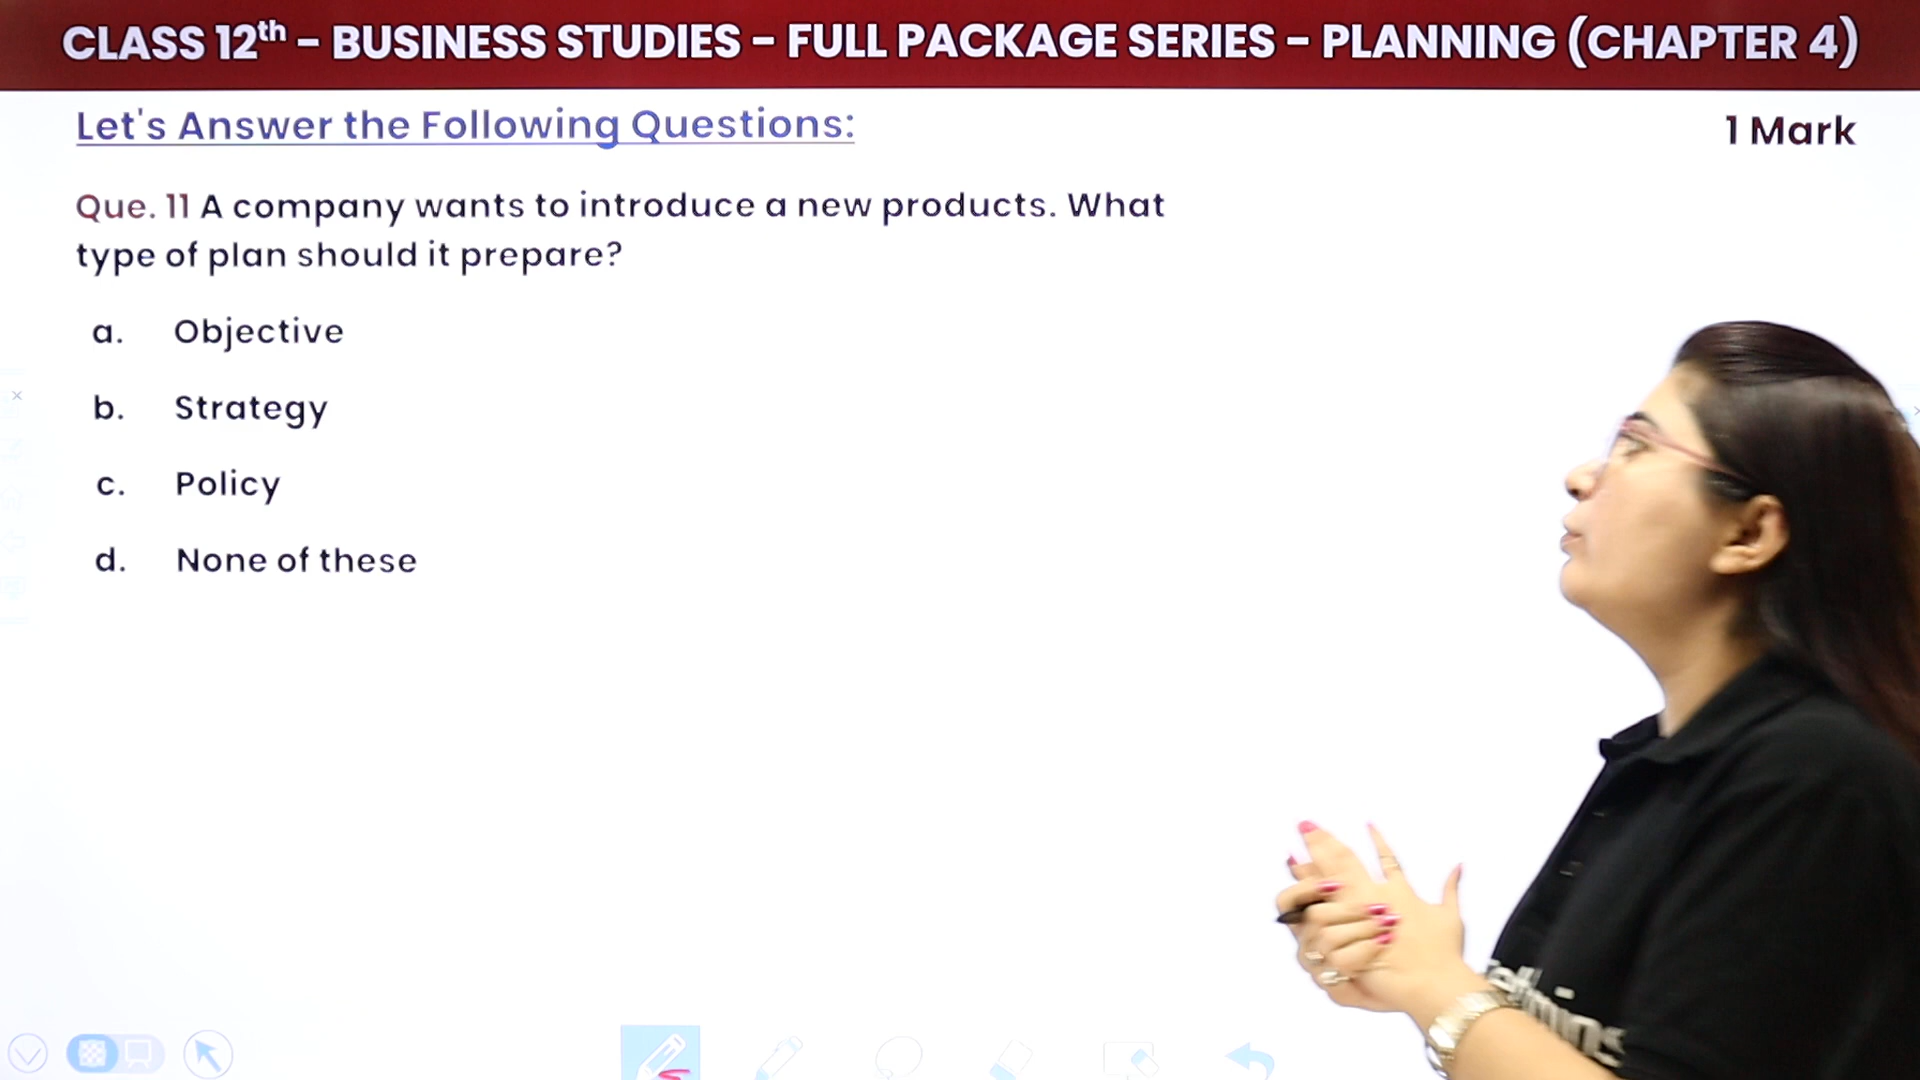 CLASS 12th – BUSINESS STUDIES – FULL PACKAGE SERIES – PLANNING (CHAPTER 4)
Let's Answer the Following Questions:
1 Mark
Que. 11 A company wants to introduce a new products. What
type of plan should it prepare?
a. Objective
b. Strategy
c. Policy
d. None of these